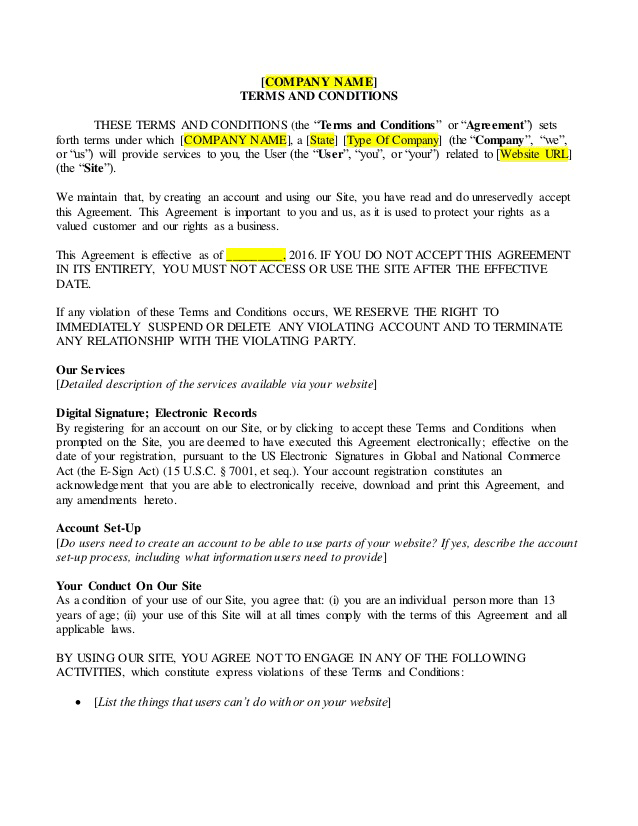 [COMPANY NAME]
TERMS AND CONDITIONS
THESE TERMS AND CONDITIONS (the “Terms and Conditions” or “Agreement”) sets
forth terms under which [COMPANY NAME], a [State] [Type Of Company] (the “Company”, “we”,
or “us”) will provide services to you, the User (the “User”, “you”, or “your”) related to [Website URL]
(the “Site”).
We maintain that, by creating an account and using our Site, you have read and do unreservedly accept
this Agreement. This Agreement is important to you and us, as it is used to protect your rights as a
valued customer and our rights as a business.
This Agreement is effective as of _________, 2016. IF YOU DO NOT ACCEPT THIS AGREEMENT
IN ITS ENTIRETY, YOU MUST NOT ACCESS OR USE THE SITE AFTER THE EFFECTIVE
DATE.
If any violation of these Terms and Conditions occurs, WE RESERVE THE RIGHT TO
IMMEDIATELY SUSPEND OR DELETE ANY VIOLATING ACCOUNT AND TO TERMINATE
ANY RELATIONSHIP WITH THE VIOLATING PARTY.
Our Services
[Detailed description of the services available via your website]
Digital Signature; Electronic Records
By registering for an account on our Site, or by clicking to accept these Terms and Conditions when
prompted on the Site, you are deemed to have executed this Agreement electronically; effective on the
date of your registration, pursuant to the US Electronic Signatures in Global and National Commerce
Act (the E-Sign Act) (15 U.S.C. § 7001, et seq.). Your account registration constitutes an
acknowledgement that you are able to electronically receive, download and print this Agreement, and
any amendments hereto.
Account Set-Up
[Do users need to create an account to be able to use parts of your website? If yes, describe the account
set-up process, including what information users need to provide]
Your Conduct On Our Site
As a condition of your use of our Site, you agree that: (i) you are an individual person more than 13
years of age; (ii) your use of this Site will at all times comply with the terms of this Agreement and all
applicable laws.
BY USING OUR SITE, YOU AGREE NOT TO ENGAGE IN ANY OF THE FOLLOWING
ACTIVITIES, which constitute express violations of these Terms and Conditions:
• [List the things that users can’t do with or on your website]